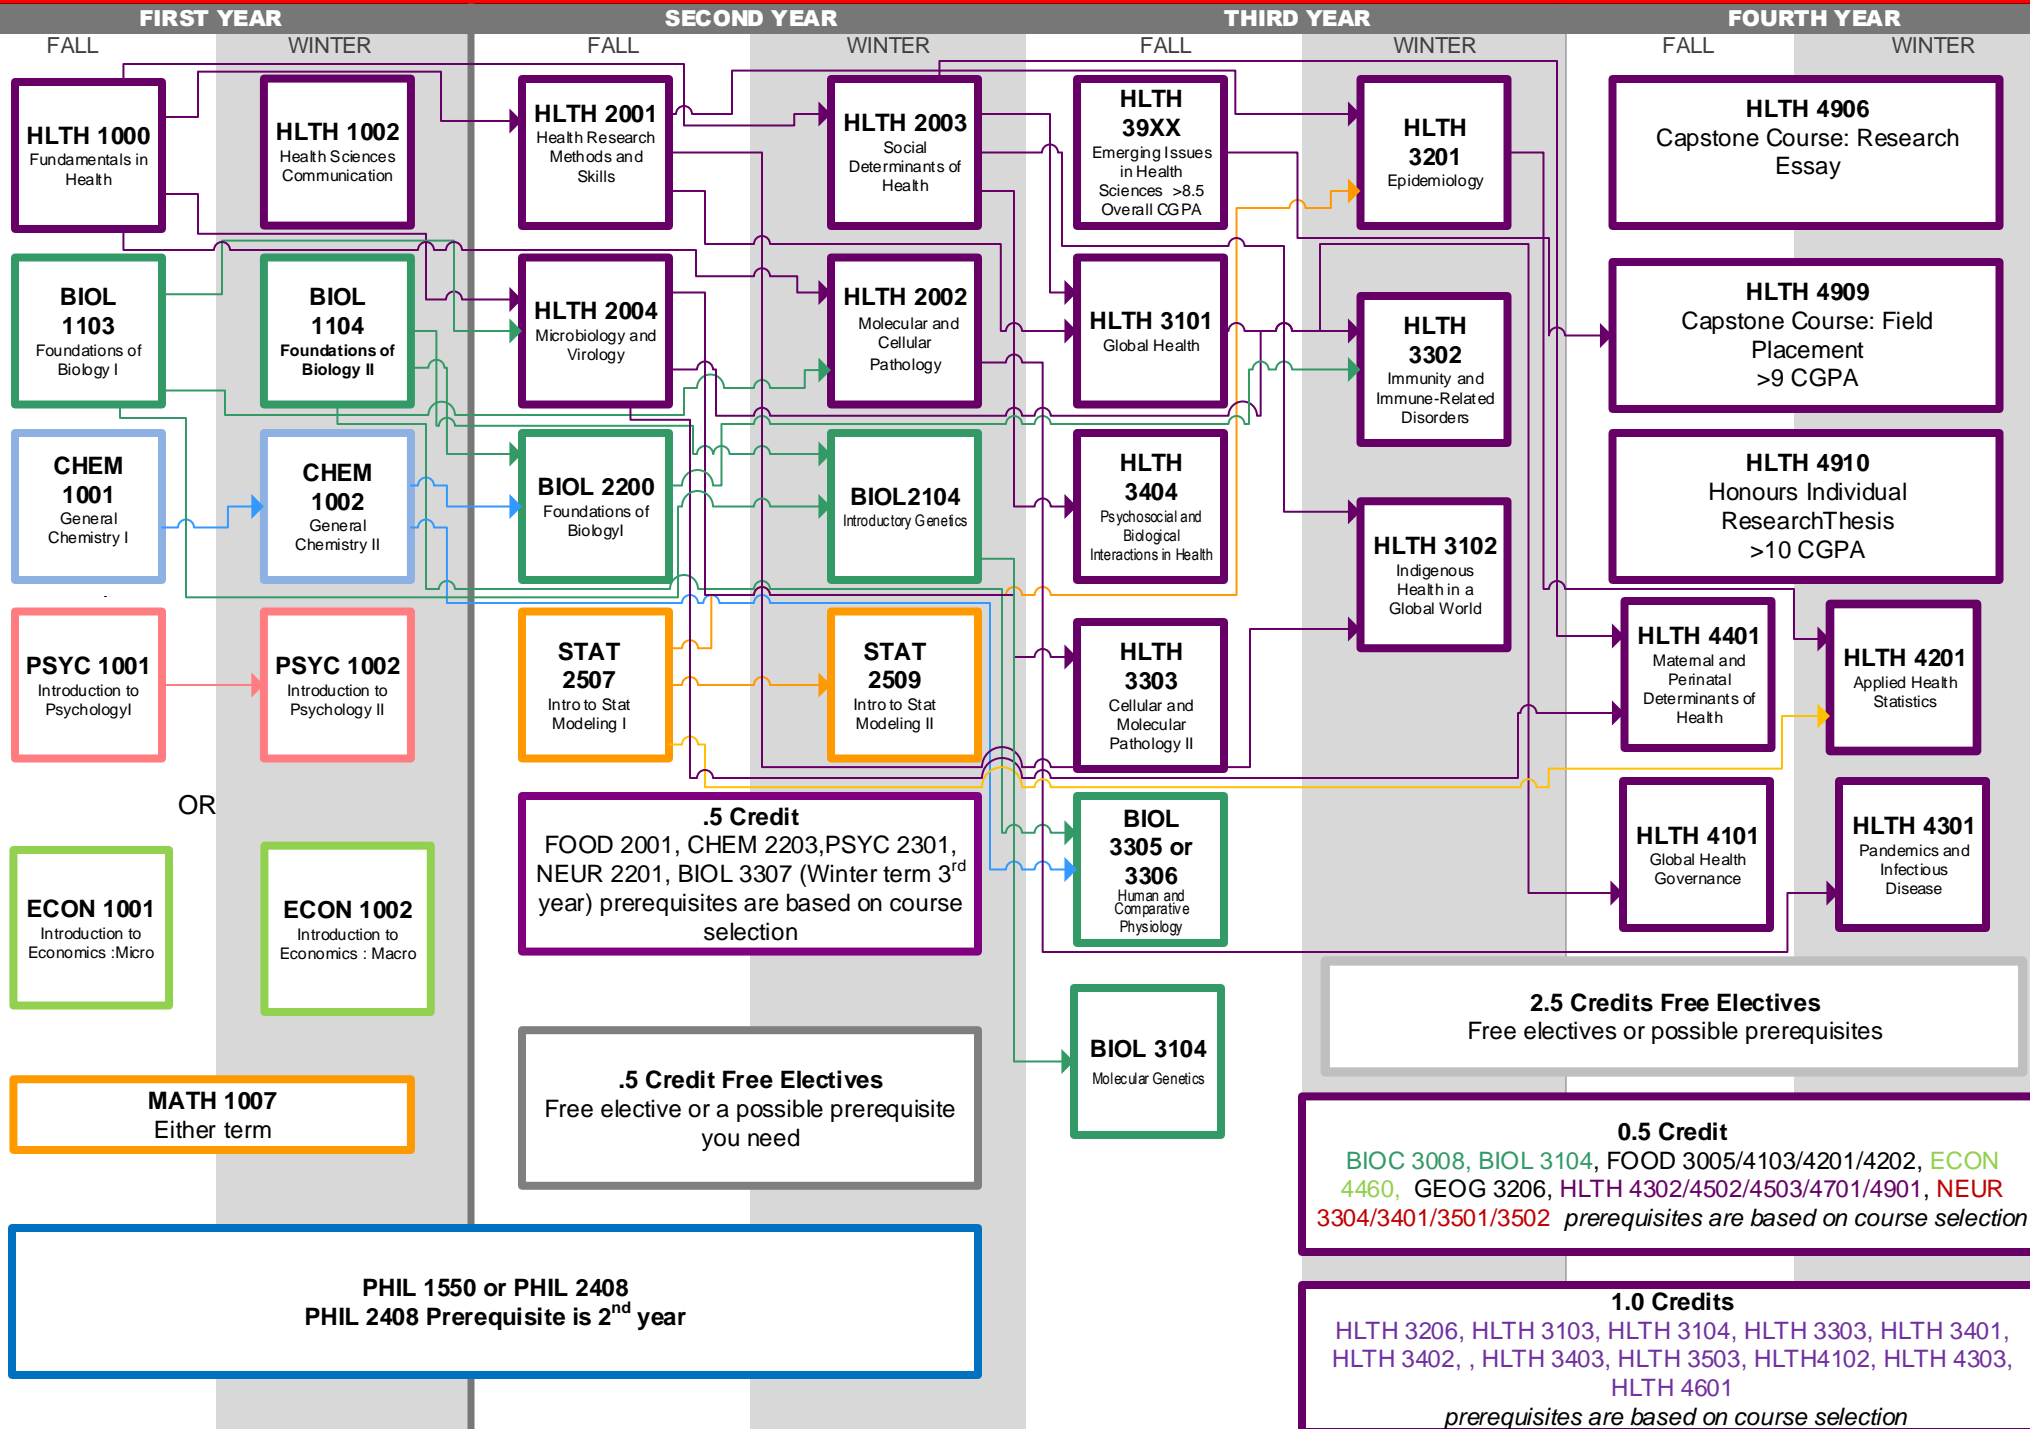 FIRST YEAR
SECOND YEAR
THIRD YEAR
FOURTH YEAR
FALL
WINTER
FALL
WINTER
FALL
WINTER
FALL
WINTER
HLTH 1000
Fundamentals in
Health
HLTH 1002
Health Sciences
Communication
HLTH 2001
Health Research
Methods and
Skills
HLTH 2003
Social
Determinants of
Health
HLTH
39XX
Emerging Issues
in Health
Sciences >8.5
Overall CGPA
HLTH
3201
Epidemiology
HLTH 4906
Capstone Course: Research
Essay
BIOL
1103
Foundations of
Biology I
BIOL
1104
Foundations of
Biology II
HLTH 2004
Microbiology and
Virology
HLTH 2002
Molecular and
Cellular
Pathology
HLTH 3101
Global Health
HLTH
3302
Immunity and
Immune-Related
Disorders
HLTH 4909
Capstone Course: Field
Placement
>9 CGPA
CHEM
1001
General
Chemistry I
CHEM
1002
General
Chemistry II
BIOL 2200
Foundations of
BiologyI
BIOL2104
Introductory Genetics
HLTH
3404
Psychosocial and
Biological
Interactions in Health
HLTH 3102
Indigenous
Health in a
Global World
HLTH 4910
Honours Individual
ResearchThesis
>10 CGPA
PSYC 1001
Introduction to
PsychologyI
PSYC 1002
Introduction to
Psychology II
STAT
2507
Intro to Stat
Modeling I
STAT
2509
Intro to Stat
Modeling II
HLTH
3303
Cellular and
Molecular
Pathology II
HLTH 4401
Maternal and
Perinatal
Determinants of
Health
HLTH 4201
Applied Health
Statistics
OR
ECON 1001
Introduction to
Economics :Micro
ECON 1002
Introduction to
Economics : Macro
.5 Credit
FOOD 2001, CHEM 2203,PSYC 2301,
NEUR 2201, BIOL 3307 (Winter term 3rd
year) prerequisites are based on course
selection
BIOL
3305 or
3306
Human and
Comparative
Physiology
HLTH 4101
Global Health
Governance
HLTH 4301
Pandemics and
Infectious
Disease
MATH 1007
Either term
.5 Credit Free Electives
Free elective or a possible prerequisite
you need
BIOL 3104
Molecular Genetics
2.5 Credits Free Electives
Free electives or possible prerequisites
0.5 Credit
BIOC 3008, BIOL 3104, FOOD 3005/4103/4201/4202, ECON
4460, GEOG 3206, HLTH 4302/4502/4503/4701/4901, NEUR
3304/3401/3501/3502 prerequisites are based on course selection
PHIL 1550 or PHIL 2408
PHIL 2408 Prerequisite is 2nd year
1.0 Credits
HLTH 3206, HLTH 3103, HLTH 3104, HLTH 3303, HLTH 3401,
HLTH 3402, , HLTH 3403, HLTH 3503, HLTH4102, HLTH 4303,
HLTH 4601
prerequisites are based on course selection